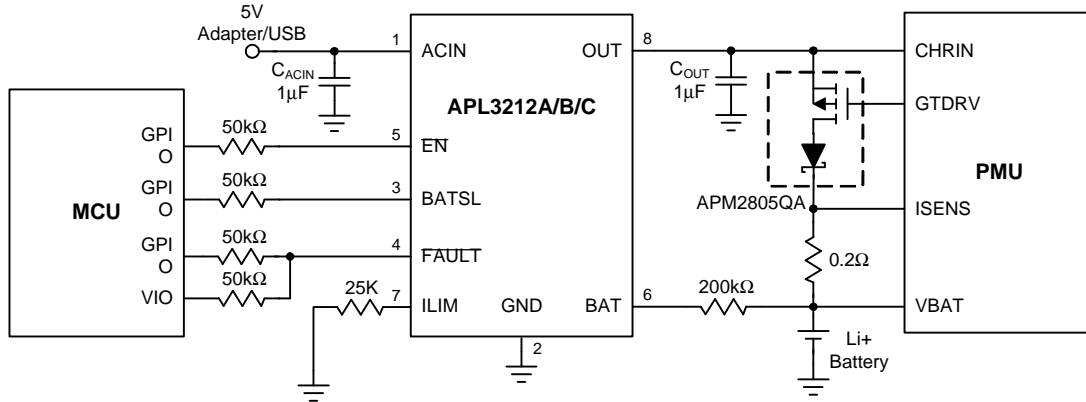 5V
Adapter/USB
1
ACIN
OUT
8
CHRIN
CACIN
1μF
COUT
1μF
APL3212A/B/C
GTDRV
GPI
O
50kΩ
5
EN
GPI
O
50kΩ
3
BATSL
MCU
PMU
APM2805QA
ISENS
GPI
O
50kΩ
4
FAULT
VIO
50kΩ
0.2Ω
25K
7
ILIM
GND
BAT
6
200kΩ
VBAT
2
Li+
Battery